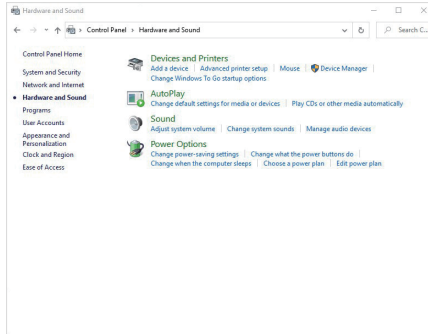 Hardware and Sound
Control Panel > Hardware and Sound
Search C...
Control Panel Home
System and Security
Network and Internet
Hardware and Sound
Programs
User Accounts
Appearance and
Personalization
Clock and Region
Ease of Access
Devices and Printers
Add a device | Advanced printer setup | Mouse | Device Manager |
Change Windows To Go startup options
AutoPlay
Change default settings for media or devices | Play CDs or other media automatically
Sound
Adjust system volume | Change system sounds | Manage audio devices
Power Options
Change power-saving settings | Change what the power buttons do |
Change when the computer sleeps | Choose a power plan | Edit power plan